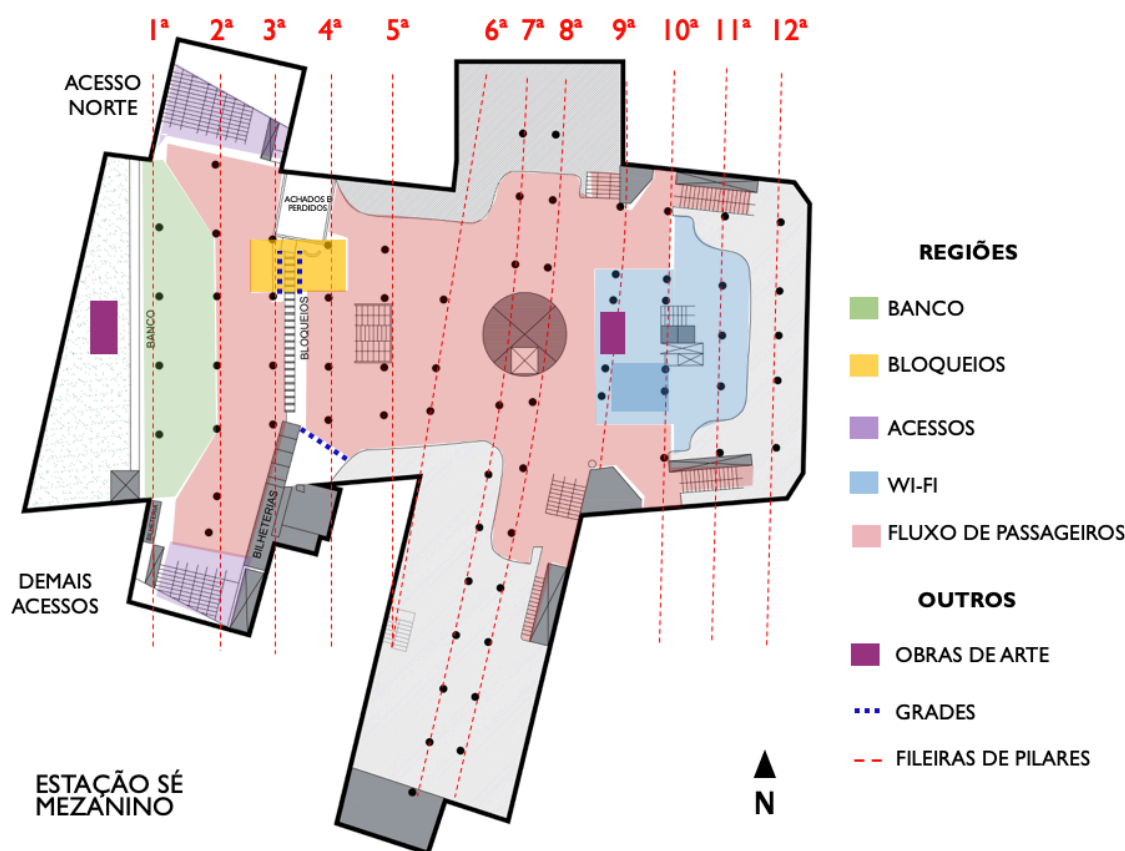 1ª 2ª 3ª 4ª 5ª 6ª 7ª 8ª 9ª 10ª 11ª 12ª
ACESSO
NORTE
ACHADOS E
PERDIDOS
BANCO
BLOQUEIOS
BILHETERIA
BILHETERIAS
DEMAIS
ACESSOS
ESTAÇÃO SÉ
MEZANINO
N
REGIÕES
BANCO
BLOQUEIOS
ACESSOS
WI-FI
FLUXO DE PASSAGEIROS
OUTROS
OBRAS DE ARTE
GRADES
FILEIRAS DE PILARES